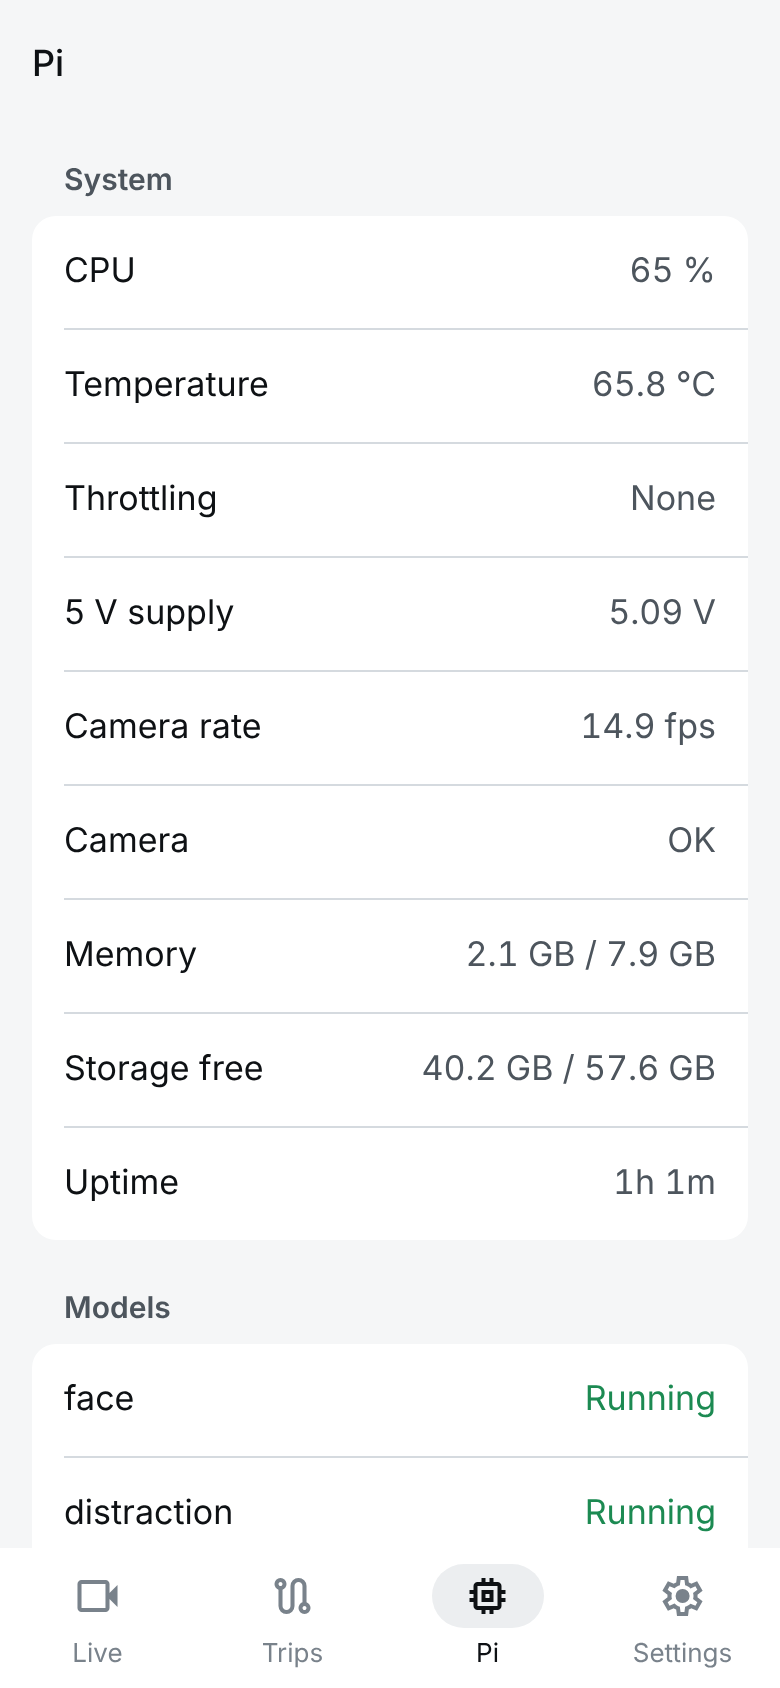 Pi
System
CPU 65 %
Temperature 65.8 °C
Throttling None
5 V supply 5.09 V
Camera rate 14.9 fps
Camera OK
Memory 2.1 GB / 7.9 GB
Storage free 40.2 GB / 57.6 GB
Uptime 1h 1m
Models
face Running
distraction Running
Live Trips Pi Settings